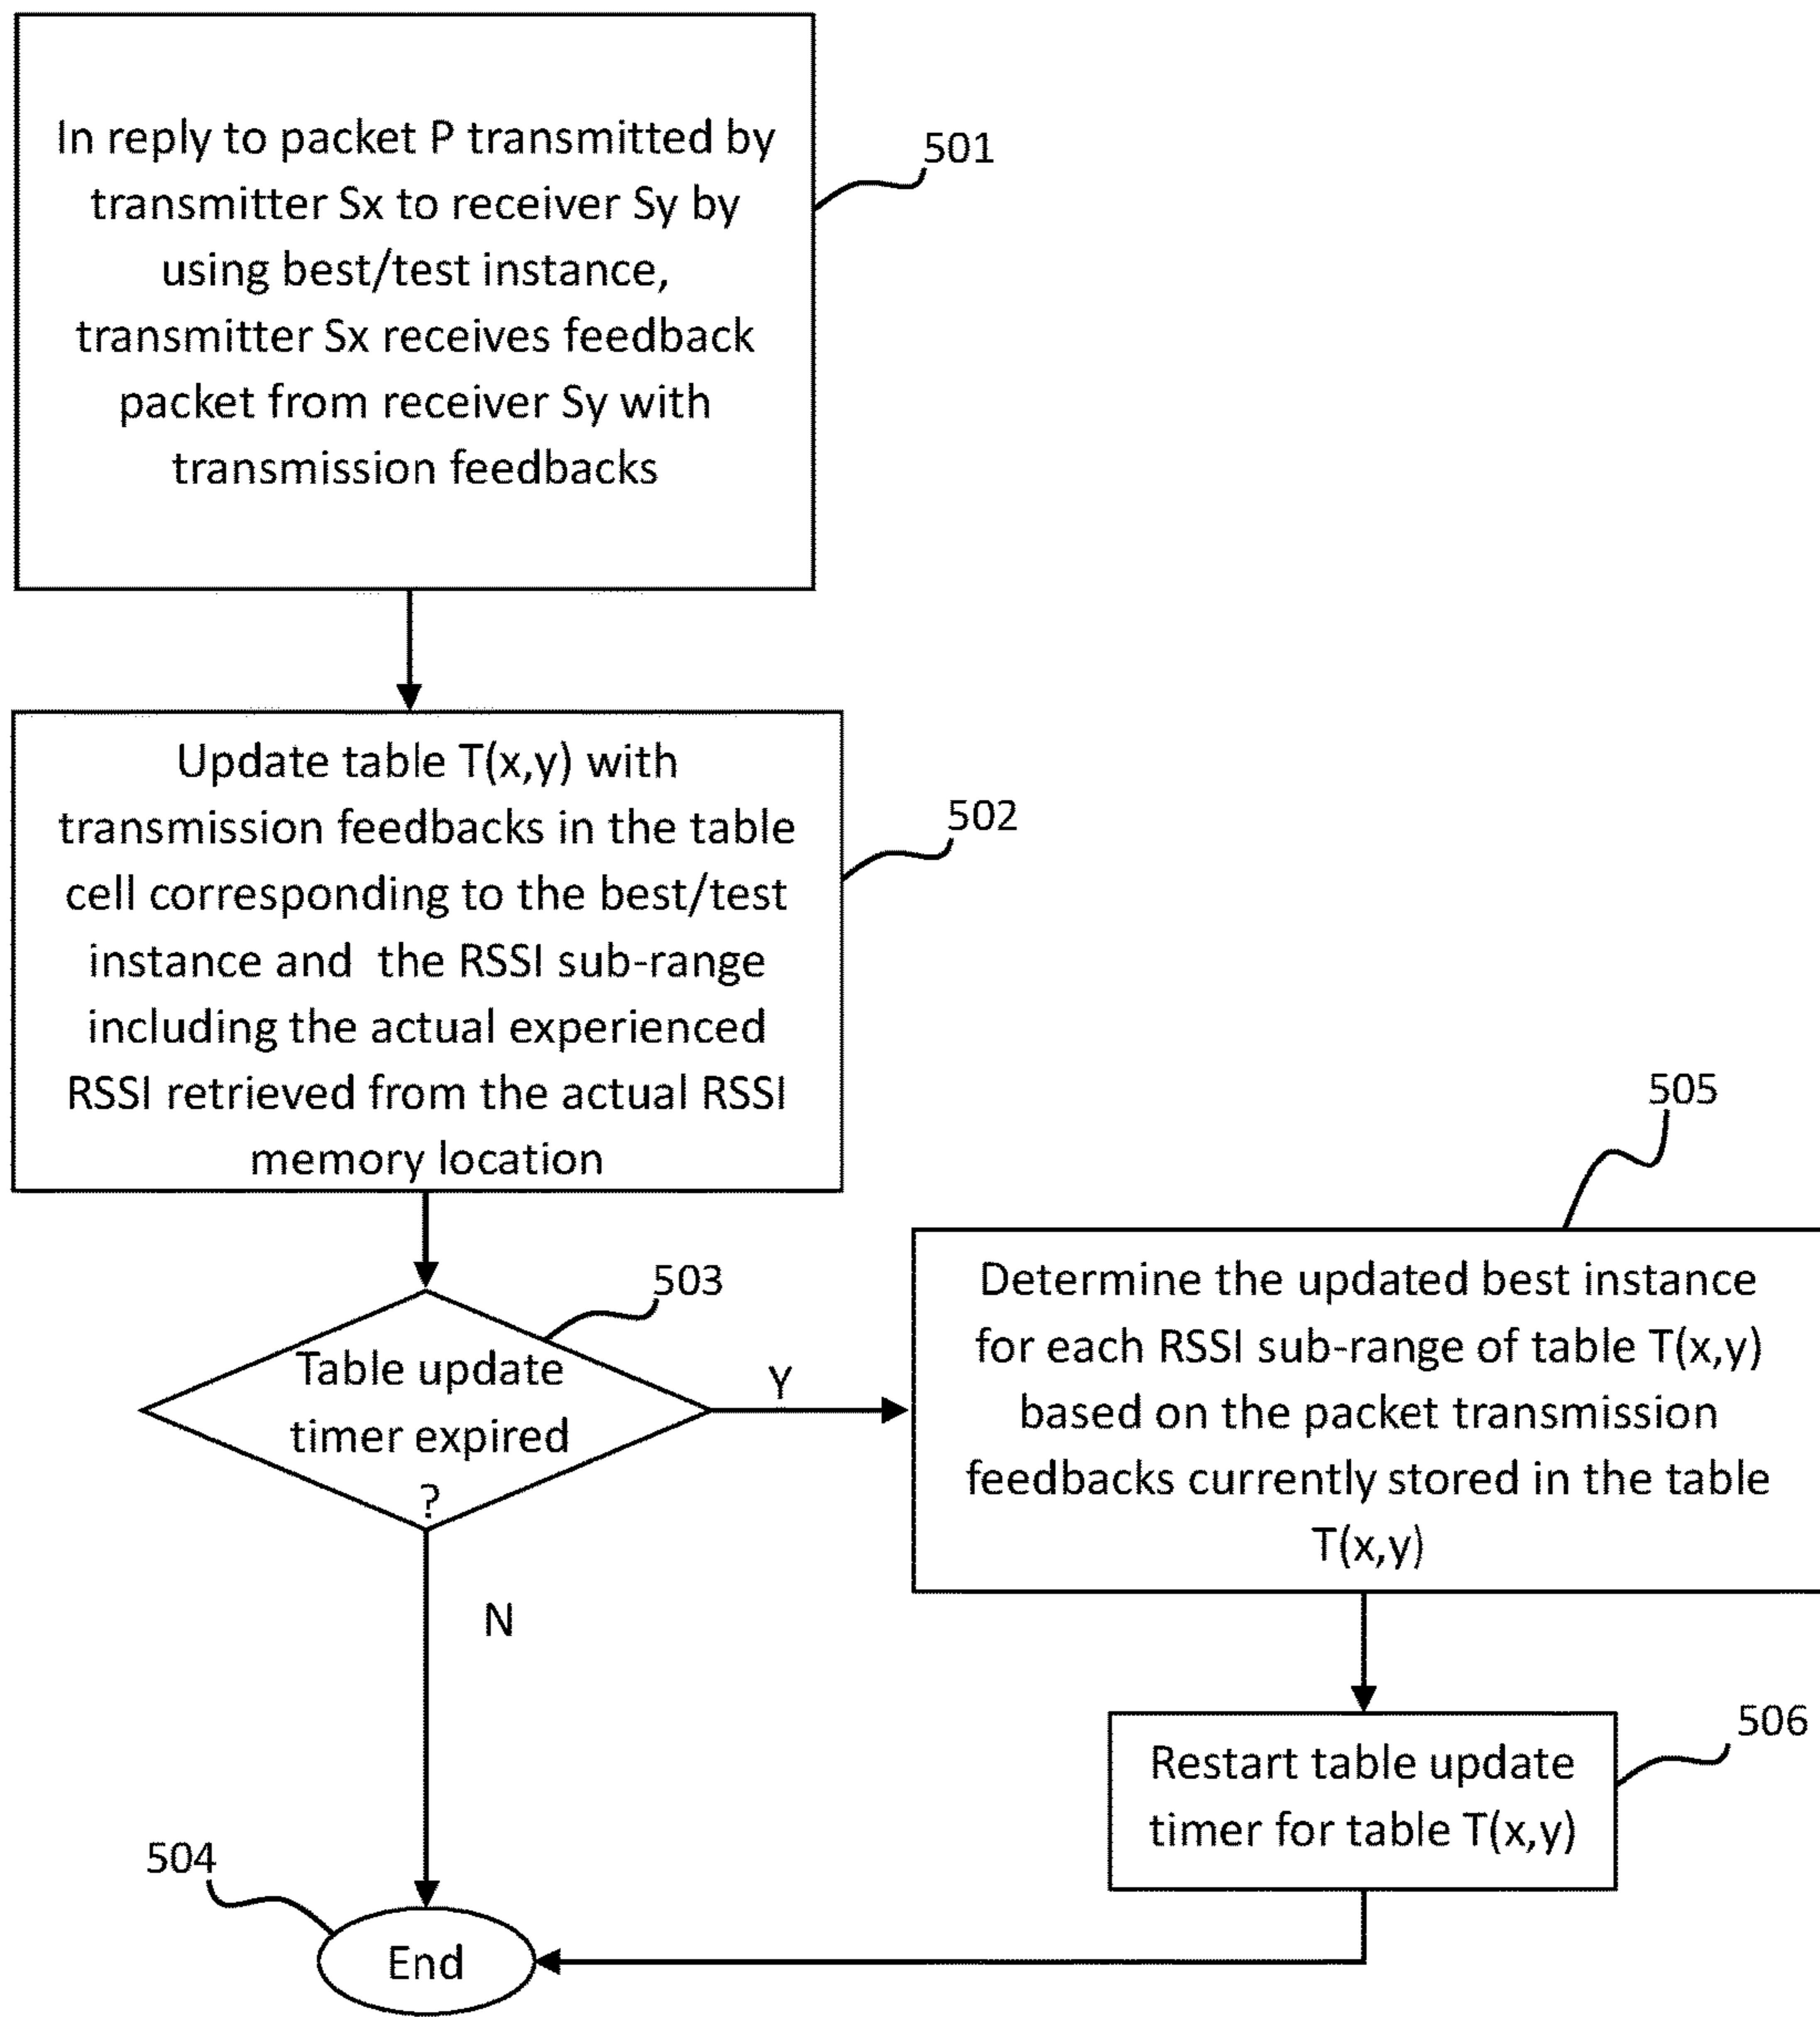 In reply to packet P transmitted by
transmitter Sx to receiver Sy by
using best/test instance,
transmitter Sx receives feedback
packet from receiver Sy with
transmission feedbacks
501
Update table T(x,y) with
transmission feedbacks in the table
cell corresponding to the best/test
instance and the RSSI sub-range
including the actual experienced
RSSI retrieved from the actual RSSI
memory location
502
503
Table update
timer expired
?
Y
N
505
Determine the updated best instance
for each RSSI sub-range of table T(x,y)
based on the packet transmission
feedbacks currently stored in the table
T(x,y)
506
Restart table update
timer for table T(x,y)
504
End